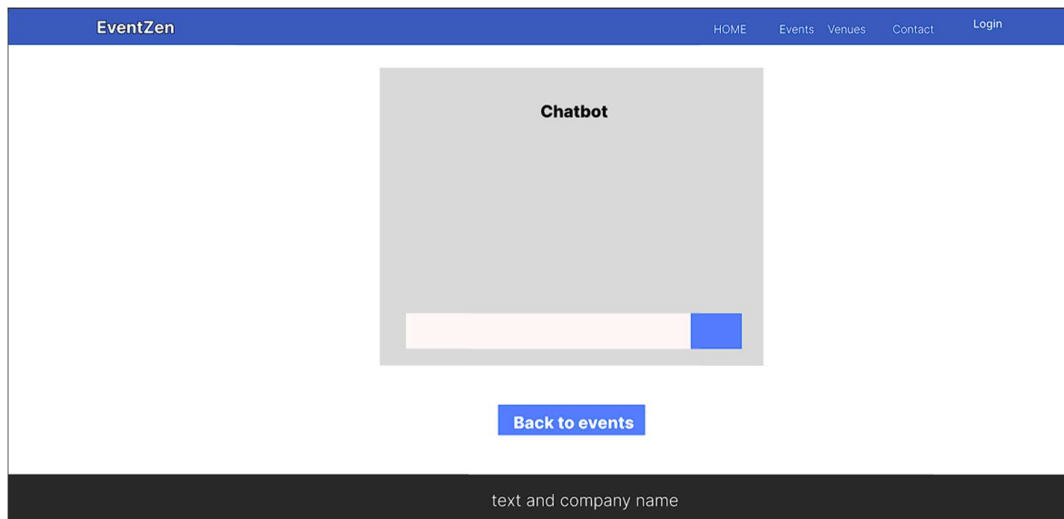 EventZen
HOME Events Venues Contact Login
Chatbot
Back to events
text and company name